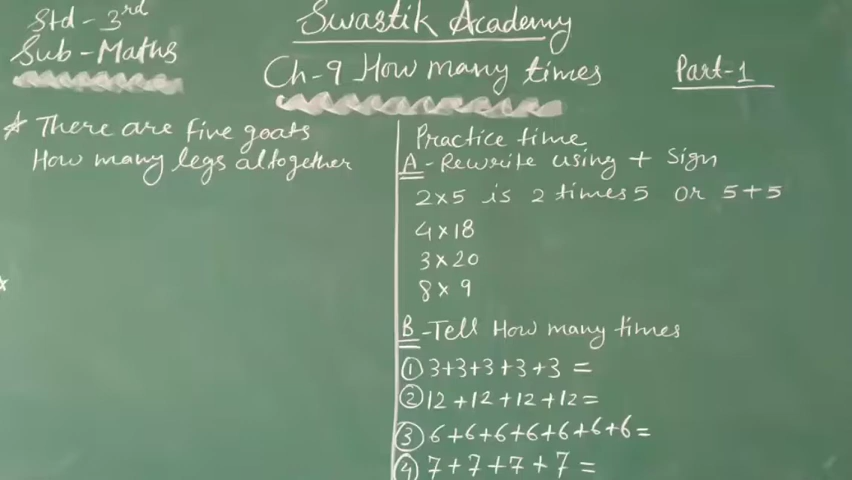 Std - 3rd
Sub - Maths
Swastik Academy
Ch-9 How many times
Part-1
There are five goats
How many legs altogether
Practice time
A - Rewrite using + Sign
2×5 is 2 times 5 or 5+5
4×18
3×20
8×9
B - Tell How many times
① 3+3+3+3+3 =
② 12+12+12+12=
③ 6+6+6+6+6+6+6=
④ 7+7+7+7 =